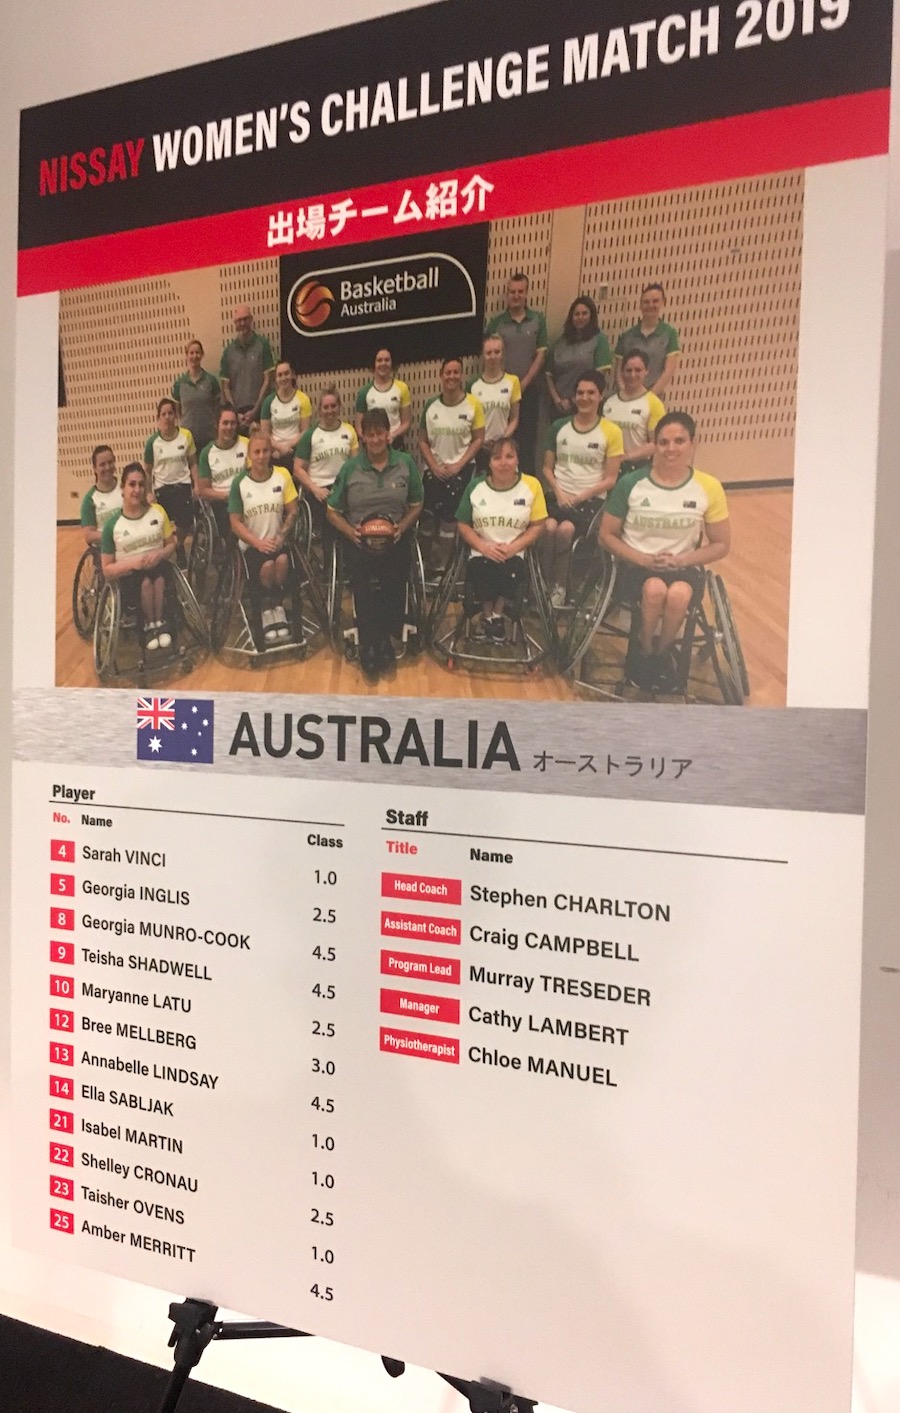 NISSAY WOMEN'S CHALLENGE MATCH 2019
出場チーム紹介
Basketball
Australia
AUSTRALIA オーストラリア
Player
No. Name Class
4 Sarah VINCI 1.0
5 Georgia INGLIS 2.5
8 Georgia MUNRO-COOK 4.5
9 Teisha SHADWELL 4.5
10 Maryanne LATU 2.5
12 Bree MELLBERG 3.0
13 Annabelle LINDSAY 4.5
14 Ella SABLJAK 1.0
21 Isabel MARTIN 1.0
22 Shelley CRONAU 2.5
23 Taisher OVENS 1.0
25 Amber MERRITT 4.5
Staff
Title Name
Head Coach Stephen CHARLTON
Assistant Coach Craig CAMPBELL
Program Lead Murray TRESEDER
Manager Cathy LAMBERT
Physiotherapist Chloe MANUEL